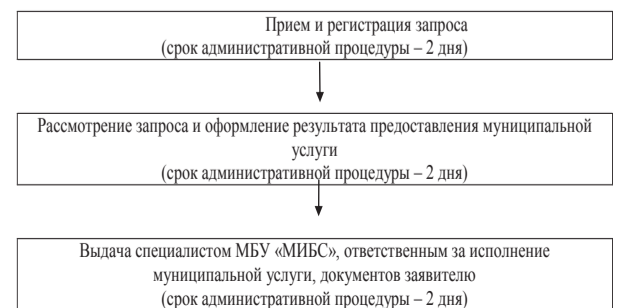 Прием и регистрация запроса
(срок административной процедуры – 2 дня)
Рассмотрение запроса и оформление результата предоставления муниципальной
услуги
(срок административной процедуры – 2 дня)
Выдача специалистом МБУ «МИБС», ответственным за исполнение
муниципальной услуги, документов заявителю
(срок административной процедуры – 2 дня)